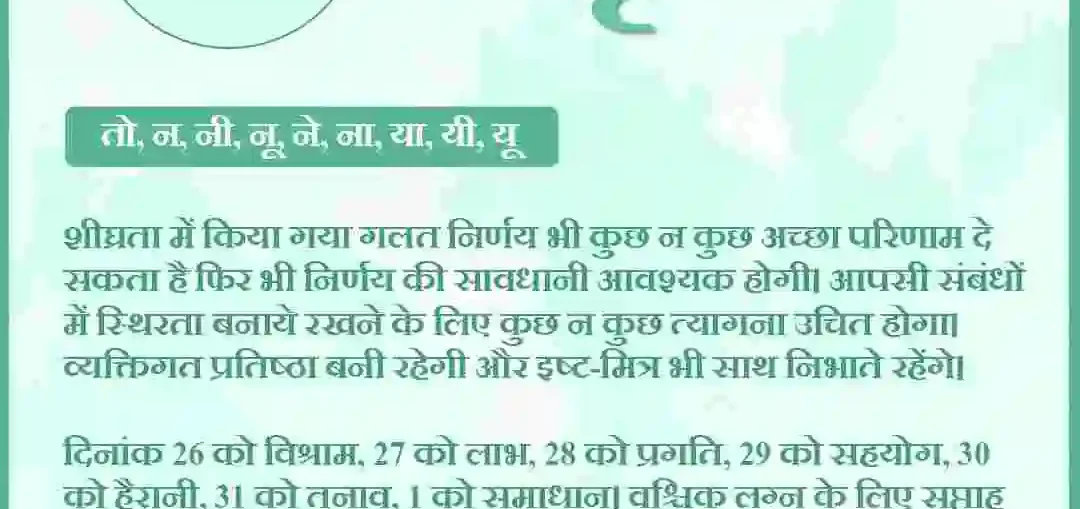 तो, न, नी, नू, ने, ना, या, यी, यू
शीघ्रता में किया गया गलत निर्णय भी कुछ न कुछ अच्छा परिणाम दे
सकता है फिर भी निर्णय की सावधानी आवश्यक होगी। आपसी संबंधों
में स्थिरता बनाये रखने के लिए कुछ न कुछ त्यागना उचित होगा।
व्यक्तिगत प्रतिष्ठा बनी रहेगी और इष्ट-मित्र भी साथ निभाते रहेंगे।
दिनांक 26 को विश्राम, 27 को लाभ, 28 को प्रगति, 29 को सहयोग, 30
को हैरानी, 31 को तनाव, 1 को समाधान। वृश्चिक लग्न के लिए सप्ताह